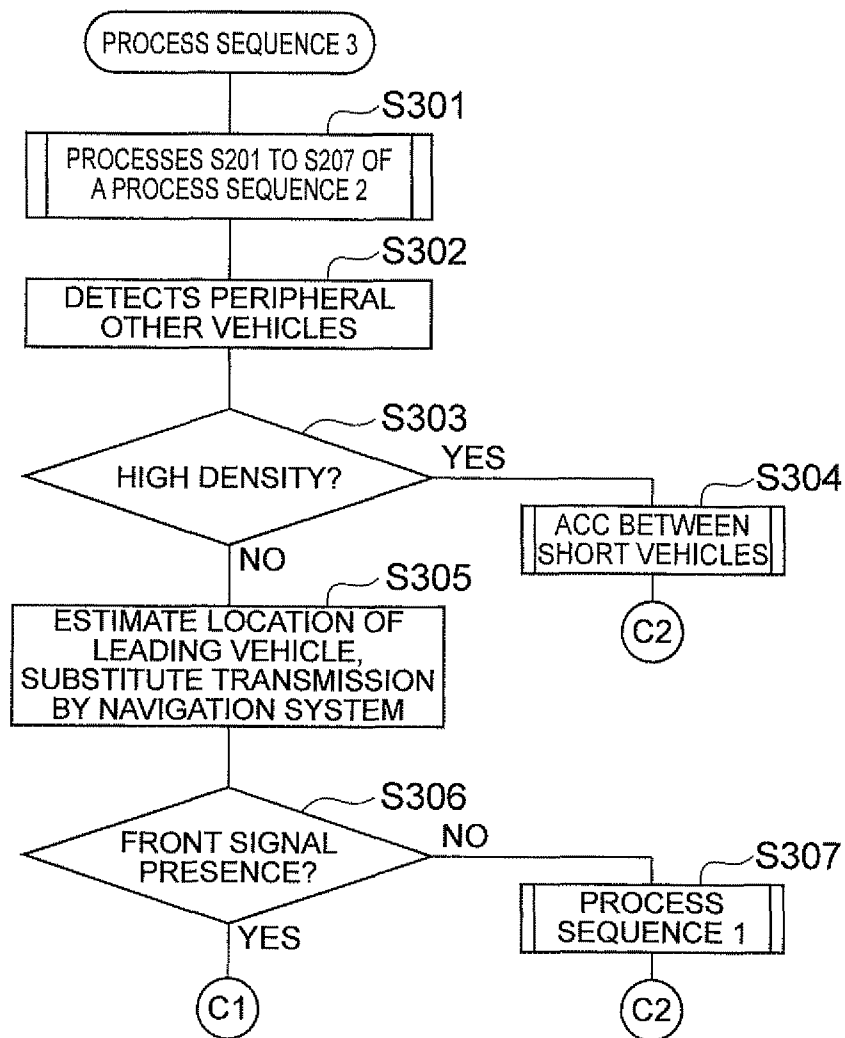 PROCESS SEQUENCE 3
S301
PROCESSES S201 TO S207 OF
A PROCESS SEQUENCE 2
S302
DETECTS PERIPHERAL
OTHER VEHICLES
S303
HIGH DENSITY?
YES
S304
ACC BETWEEN
SHORT VEHICLES
C2
NO
S305
ESTIMATE LOCATION OF
LEADING VEHICLE,
SUBSTITUTE TRANSMISSION
BY NAVIGATION SYSTEM
S306
FRONT SIGNAL
PRESENCE?
NO
S307
PROCESS
SEQUENCE 1
C2
YES
C1